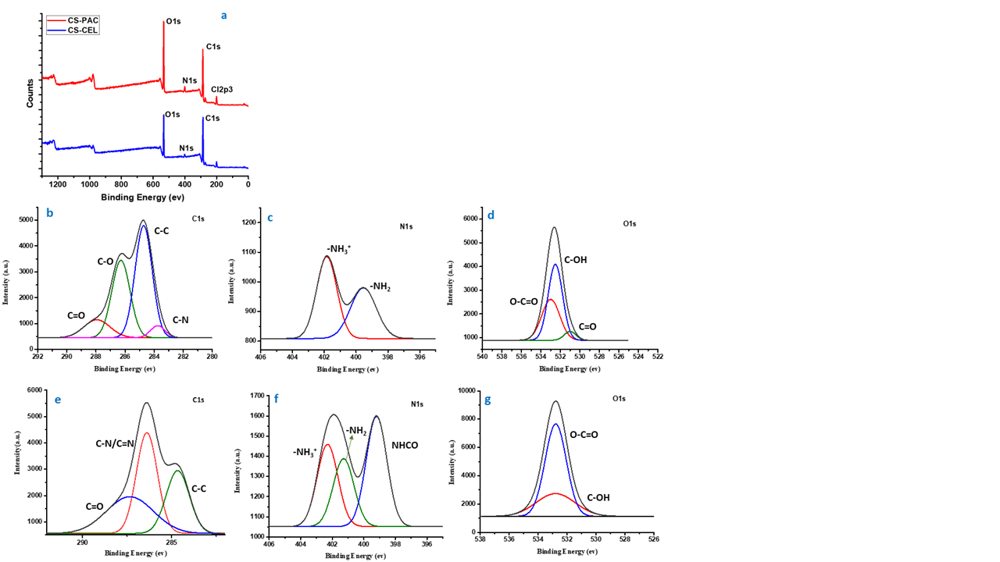 CS-PAC
CS-CEL
a
O1s
C1s
N1s
Cl2p3
O1s
C1s
N1s
Counts
1200 1000 800 600 400 200 0
Binding Energy (ev)
b
C1s
C-C
C-O
C=O
C-N
5000
4000
3000
2000
1000
0
Intensity (a.u.)
292 290 288 286 284 282 280
Binding Energy (ev)
c
N1s
-NH3+
-NH2
1200
1100
1000
900
800
Intensity (a.u.)
406 404 402 400 398 396
Binding Energy (ev)
d
O1s
C-OH
O-C=O
C=O
6000
5000
4000
3000
2000
1000
Intensity (a.u.)
540 538 536 534 532 530 528 526 524 522
Binding Energy (ev)
e
C1s
C-N/C=N
C=O
C-C
6000
5000
4000
3000
2000
1000
Intensity(a.u.)
290 285
Binding Energy (ev)
f
N1s
-NH2
-NH3+
NHCO
1700
1600
1500
1400
1300
1200
1100
1000
Intensity (a.u.)
406 404 402 400 398 396
Binding Energy (ev)
g
O1s
O-C=O
C-OH
10000
8000
6000
4000
2000
0
Intensity (a.u.)
538 536 534 532 530 528 526
Binding Energy (ev)